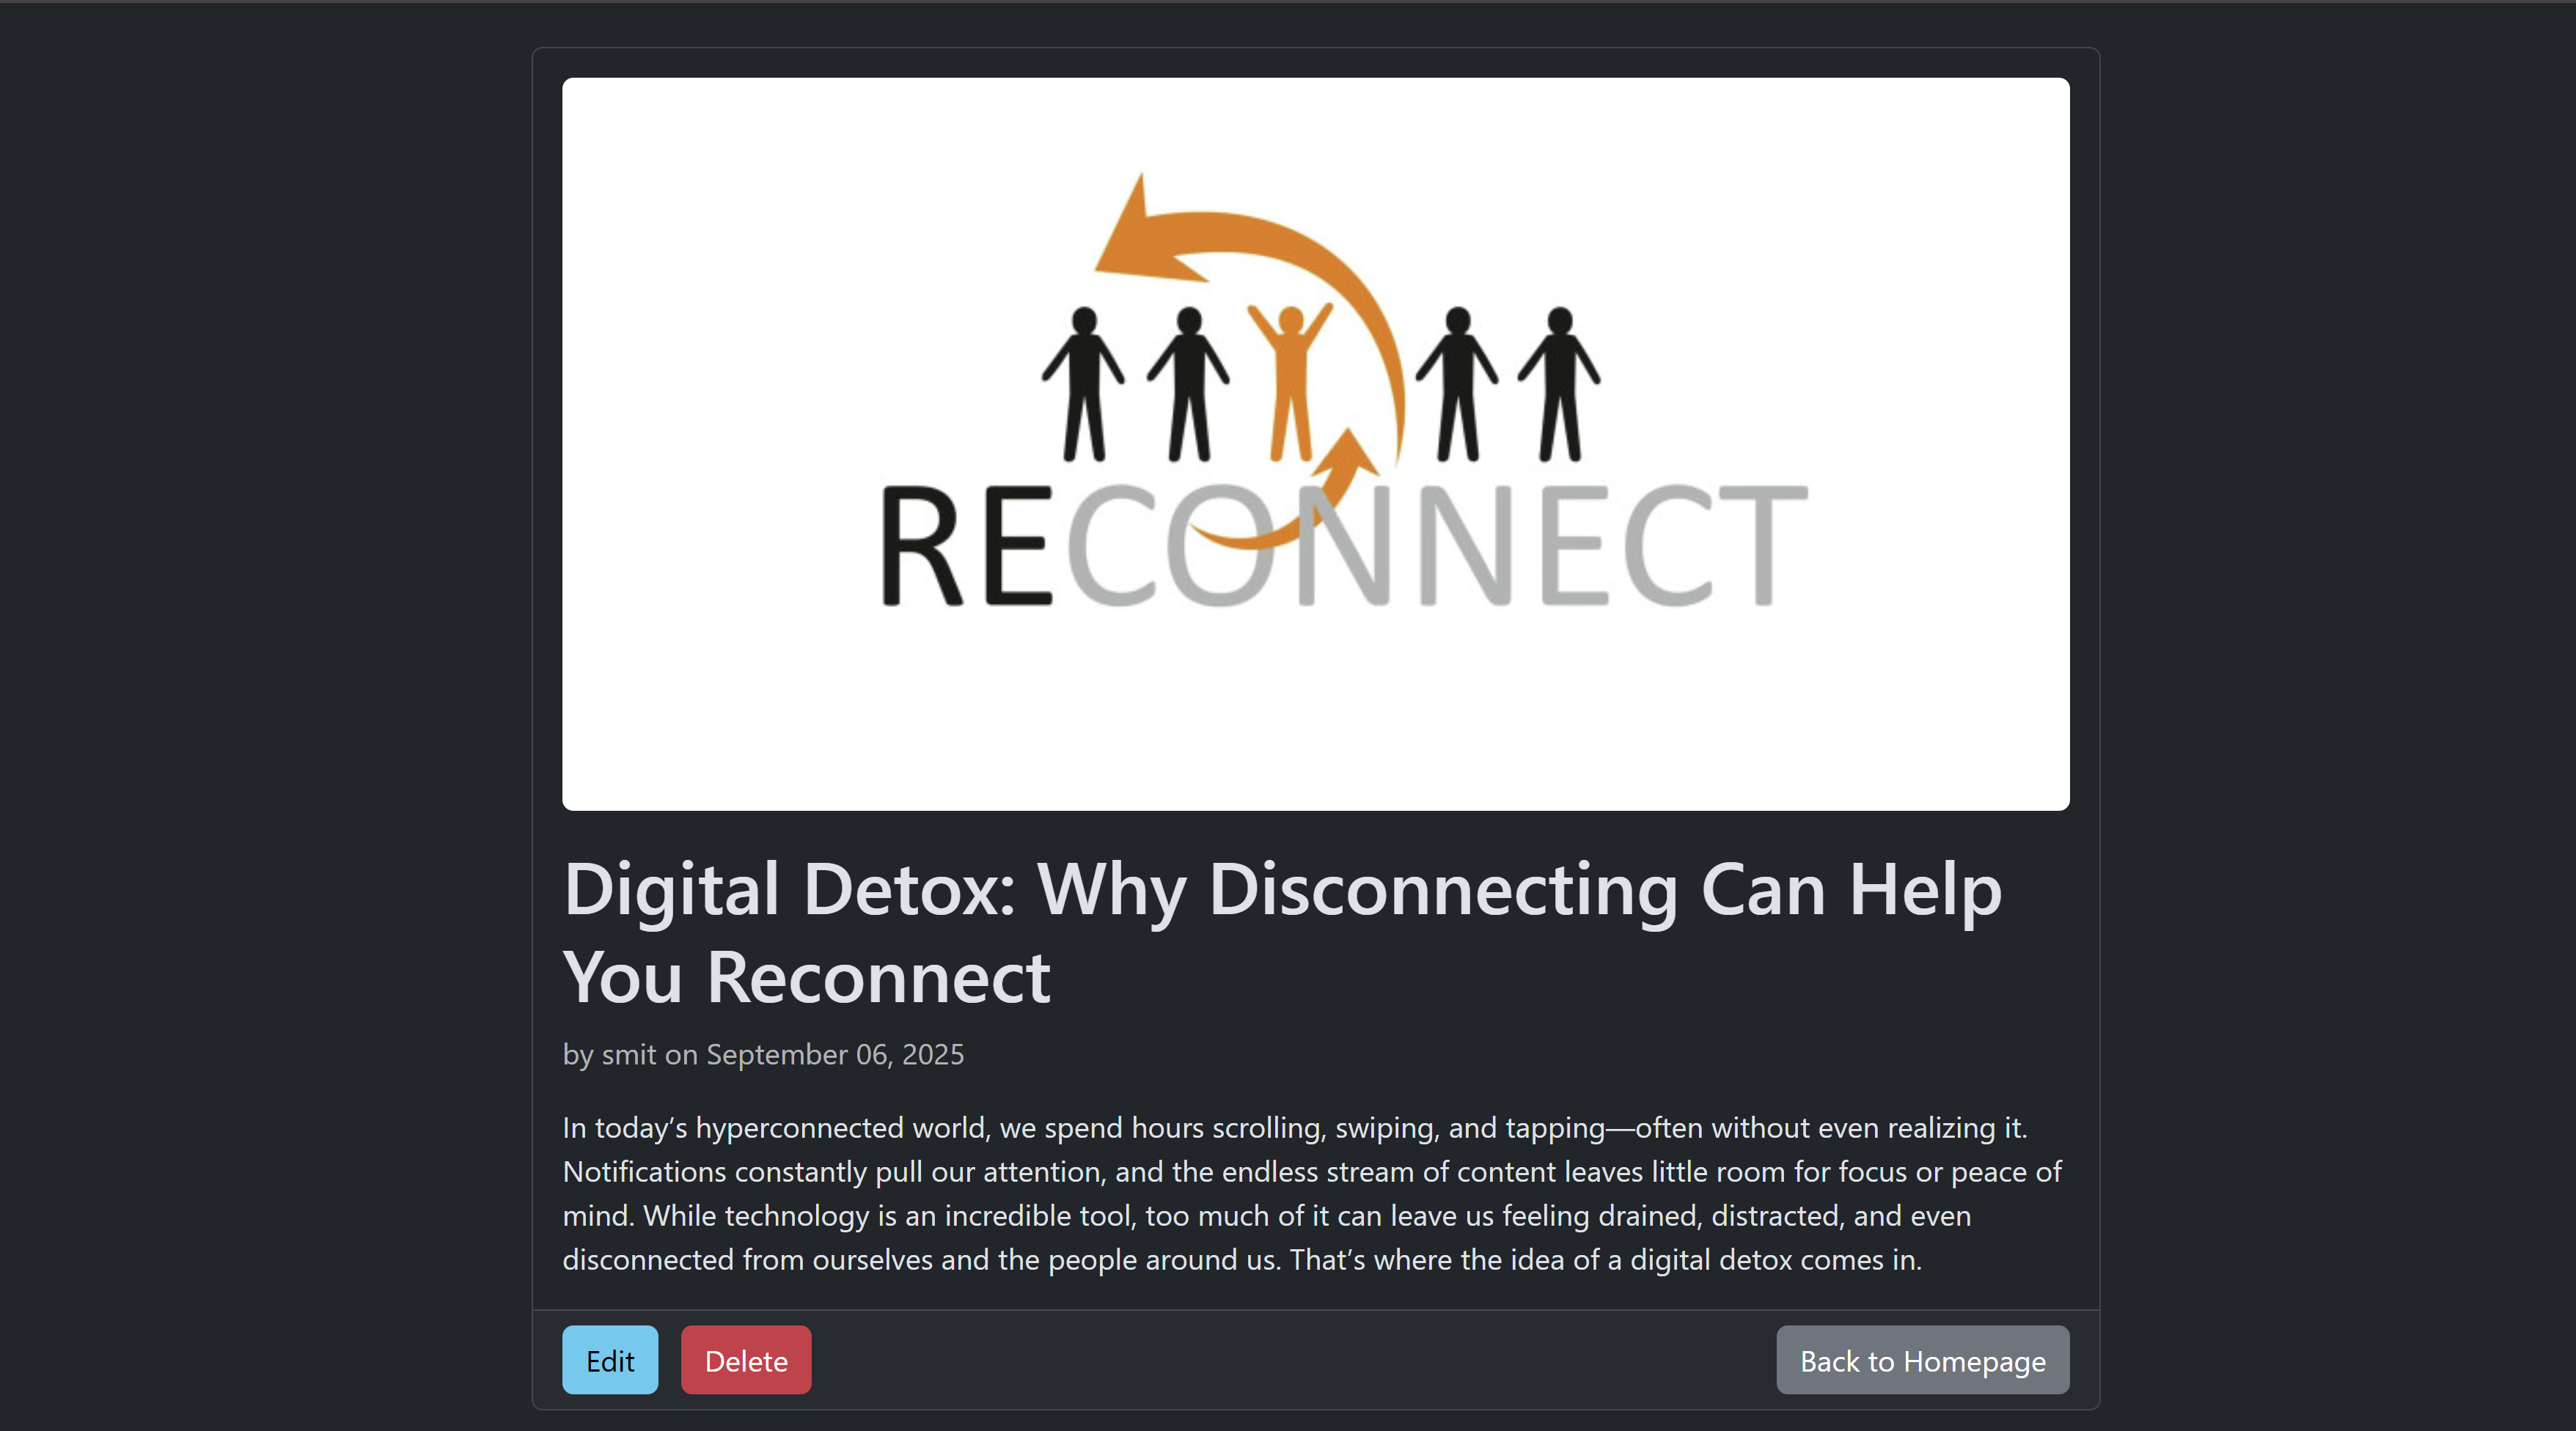 RECONNECT
Digital Detox: Why Disconnecting Can Help
You Reconnect
by smit on September 06, 2025
In today’s hyperconnected world, we spend hours scrolling, swiping, and tapping—often without even realizing it.
Notifications constantly pull our attention, and the endless stream of content leaves little room for focus or peace of
mind. While technology is an incredible tool, too much of it can leave us feeling drained, distracted, and even
disconnected from ourselves and the people around us. That’s where the idea of a digital detox comes in.
Edit Delete Back to Homepage